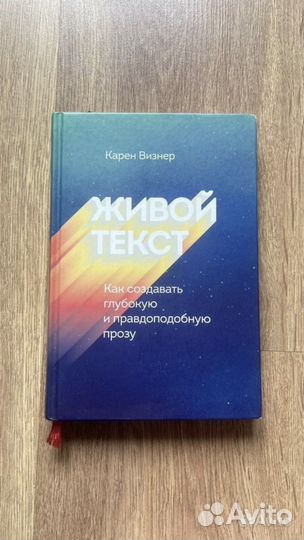 Карен Визнер
ЖИВОЙ
ТЕКСТ
Как создавать
глубокую
и правдоподобную
прозу
Avito